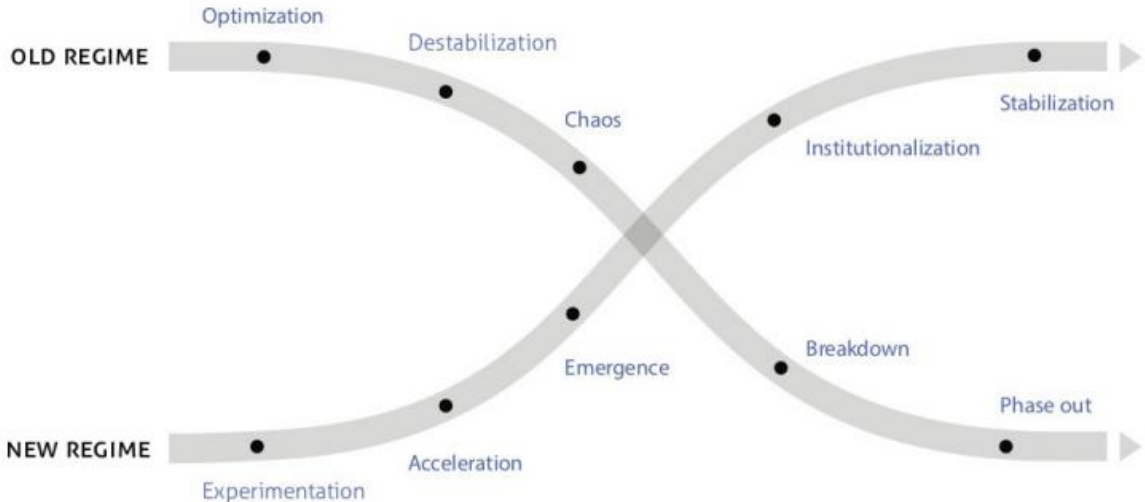 Optimization
OLD REGIME
Destabilization
Chaos
Stabilization
Institutionalization
Emergence
Breakdown
Phase out
NEW REGIME
Acceleration
Experimentation